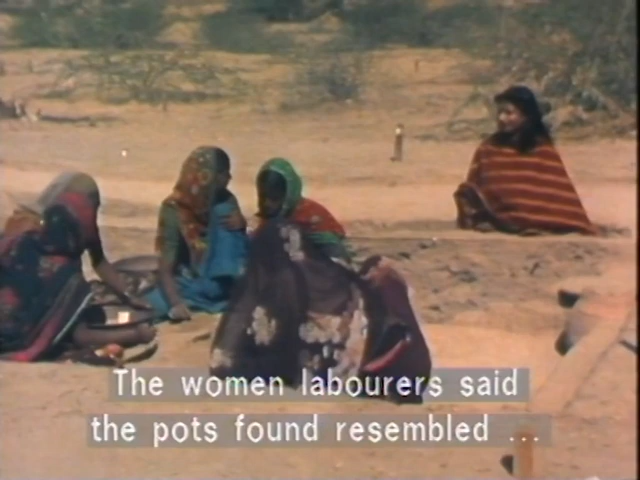 The women labourers said
the pots found resembled ...